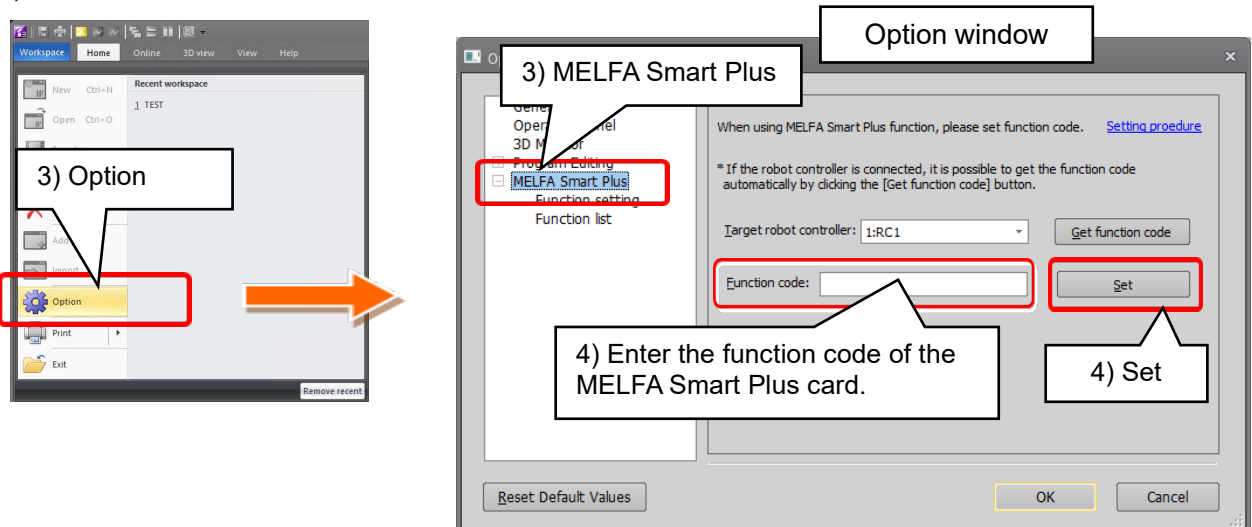 Workspace Home Online 3D view View Help
New Ctrl+N
Open Ctrl+O
Recent workspace
1 TEST
3) Option
Import
Option
Print
Exit
Remove recent
Option window
3) MELFA Smart Plus
Program Editing
MELFA Smart Plus
Function setting
Function list
When using MELFA Smart Plus function, please set function code. Setting proedure
* If the robot controller is connected, it is possible to get the function code
automatically by clicking the [Get function code] button.
Target robot controller: 1:RC1 Get function code
Function code: Set
4) Enter the function code of the
MELFA Smart Plus card.
4) Set
Reset Default Values OK Cancel